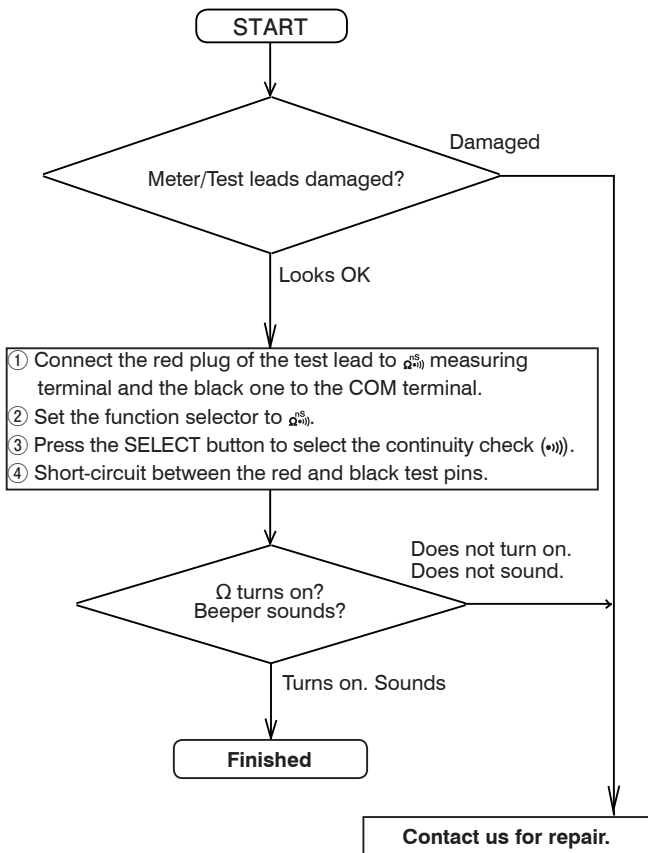 START
Damaged
Meter/Test leads damaged?
Looks OK
① Connect the red plug of the test lead to Ω nS •))) measuring
terminal and the black one to the COM terminal.
② Set the function selector to Ω nS •))).
③ Press the SELECT button to select the continuity check (•))).
④ Short-circuit between the red and black test pins.
Does not turn on.
Does not sound.
Ω turns on?
Beeper sounds?
Turns on. Sounds
Finished
Contact us for repair.